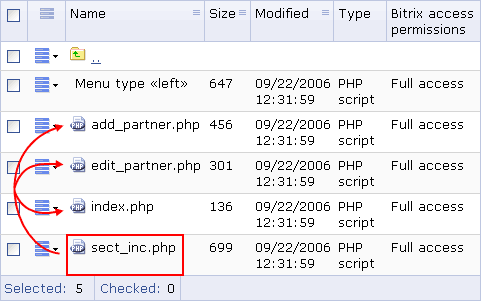 Name Size Modified Type Bitrix access permissions
..
Menu type «left» 647 09/22/2006 12:31:59 PHP script Full access
add_partner.php 456 09/22/2006 12:31:59 PHP script Full access
edit_partner.php 301 09/22/2006 12:31:59 PHP script Full access
index.php 136 09/22/2006 12:31:59 PHP script Full access
sect_inc.php 699 09/22/2006 12:31:59 PHP script Full access
Selected: 5 Checked: 0